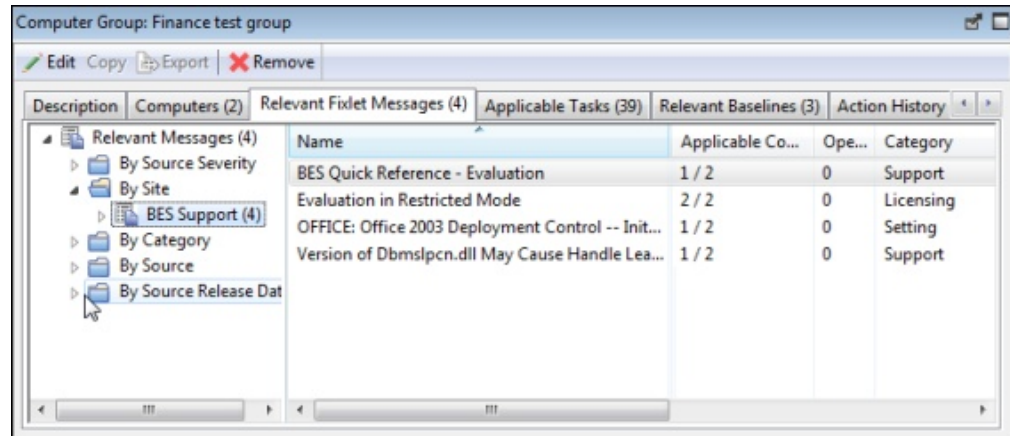 Computer Group: Finance test group
Edit Copy Export Remove
Description Computers (2) Relevant Fixlet Messages (4) Applicable Tasks (39) Relevant Baselines (3) Action History
Relevant Messages (4)
By Source Severity
By Site
BES Support (4)
By Category
By Source
By Source Release Dat
Name Applicable Co... Ope... Category
BES Quick Reference - Evaluation 1 / 2 0 Support
Evaluation in Restricted Mode 2 / 2 0 Licensing
OFFICE: Office 2003 Deployment Control -- Init... 1 / 2 0 Setting
Version of Dbmslpcn.dll May Cause Handle Lea... 1 / 2 0 Support